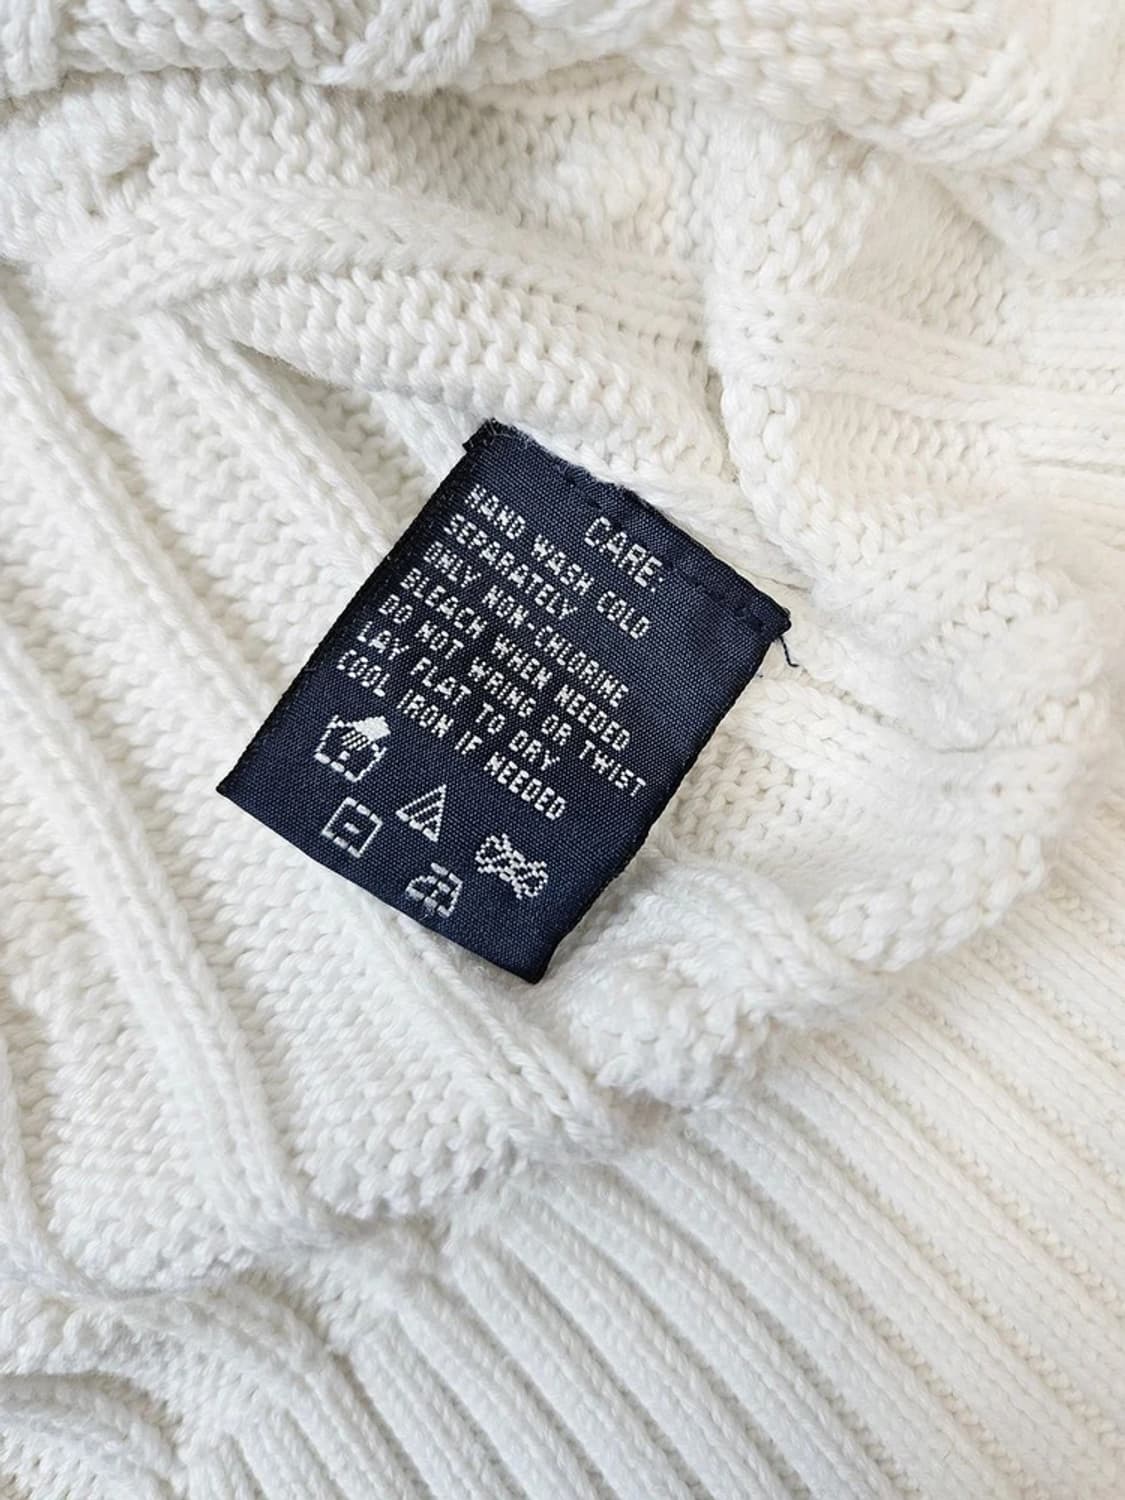 CARE:
HAND WASH COLD
SEPARATELY
ONLY NON-CHLORINE
BLEACH WHEN NEEDED
DO NOT WRING OR TWIST
LAY FLAT TO DRY
COOL IRON IF NEEDED